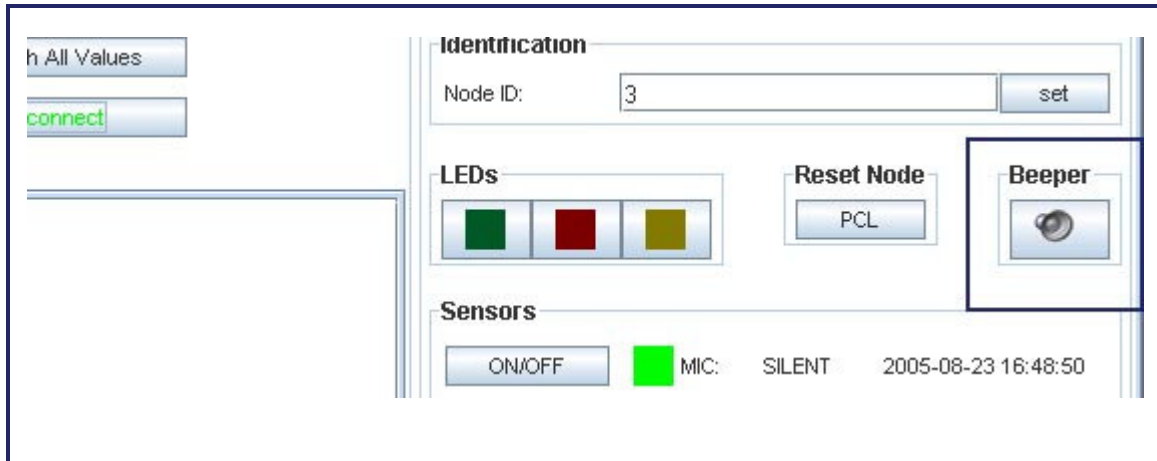 h All Values
connect
Identification
Node ID: 3 set
LEDs Reset Node Beeper
PCL
Sensors
ON/OFF MIC: SILENT 2005-08-23 16:48:50